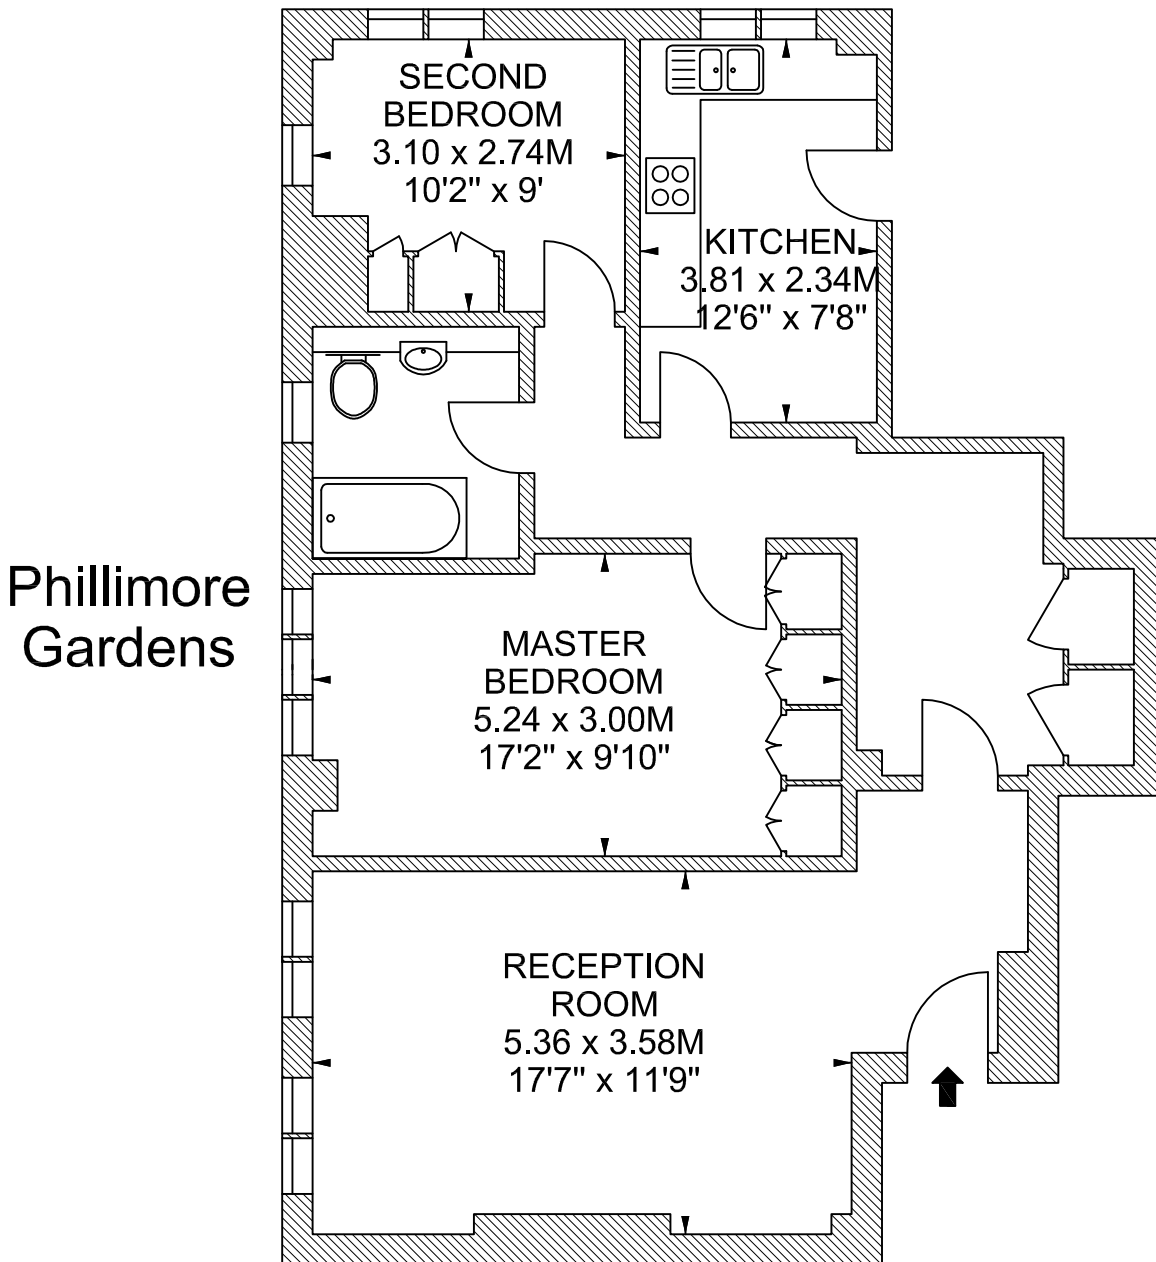 SECOND
BEDROOM
3.10 x 2.74M
10'2" x 9'
KITCHEN
3.81 x 2.34M
12'6" x 7'8"
Phillimore
Gardens
MASTER
BEDROOM
5.24 x 3.00M
17'2" x 9'10"
RECEPTION
ROOM
5.36 x 3.58M
17'7" x 11'9"